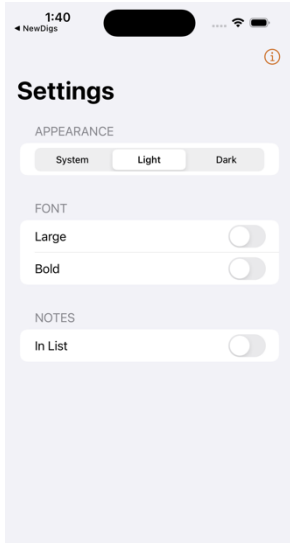 1:40
◀ NewDigs
Settings
APPEARANCE
System Light Dark
FONT
Large
Bold
NOTES
In List